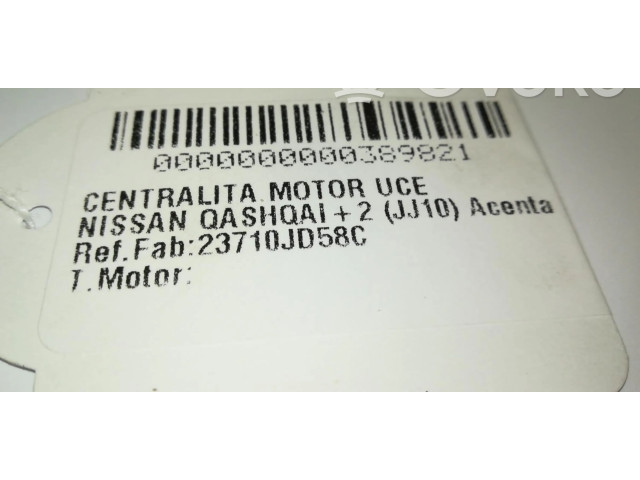 0000000000389821
CENTRALITA MOTOR UCE
NISSAN QASHQAI + 2 (JJ10) Acenta
Ref.Fab:23710JD58C
T.Motor: